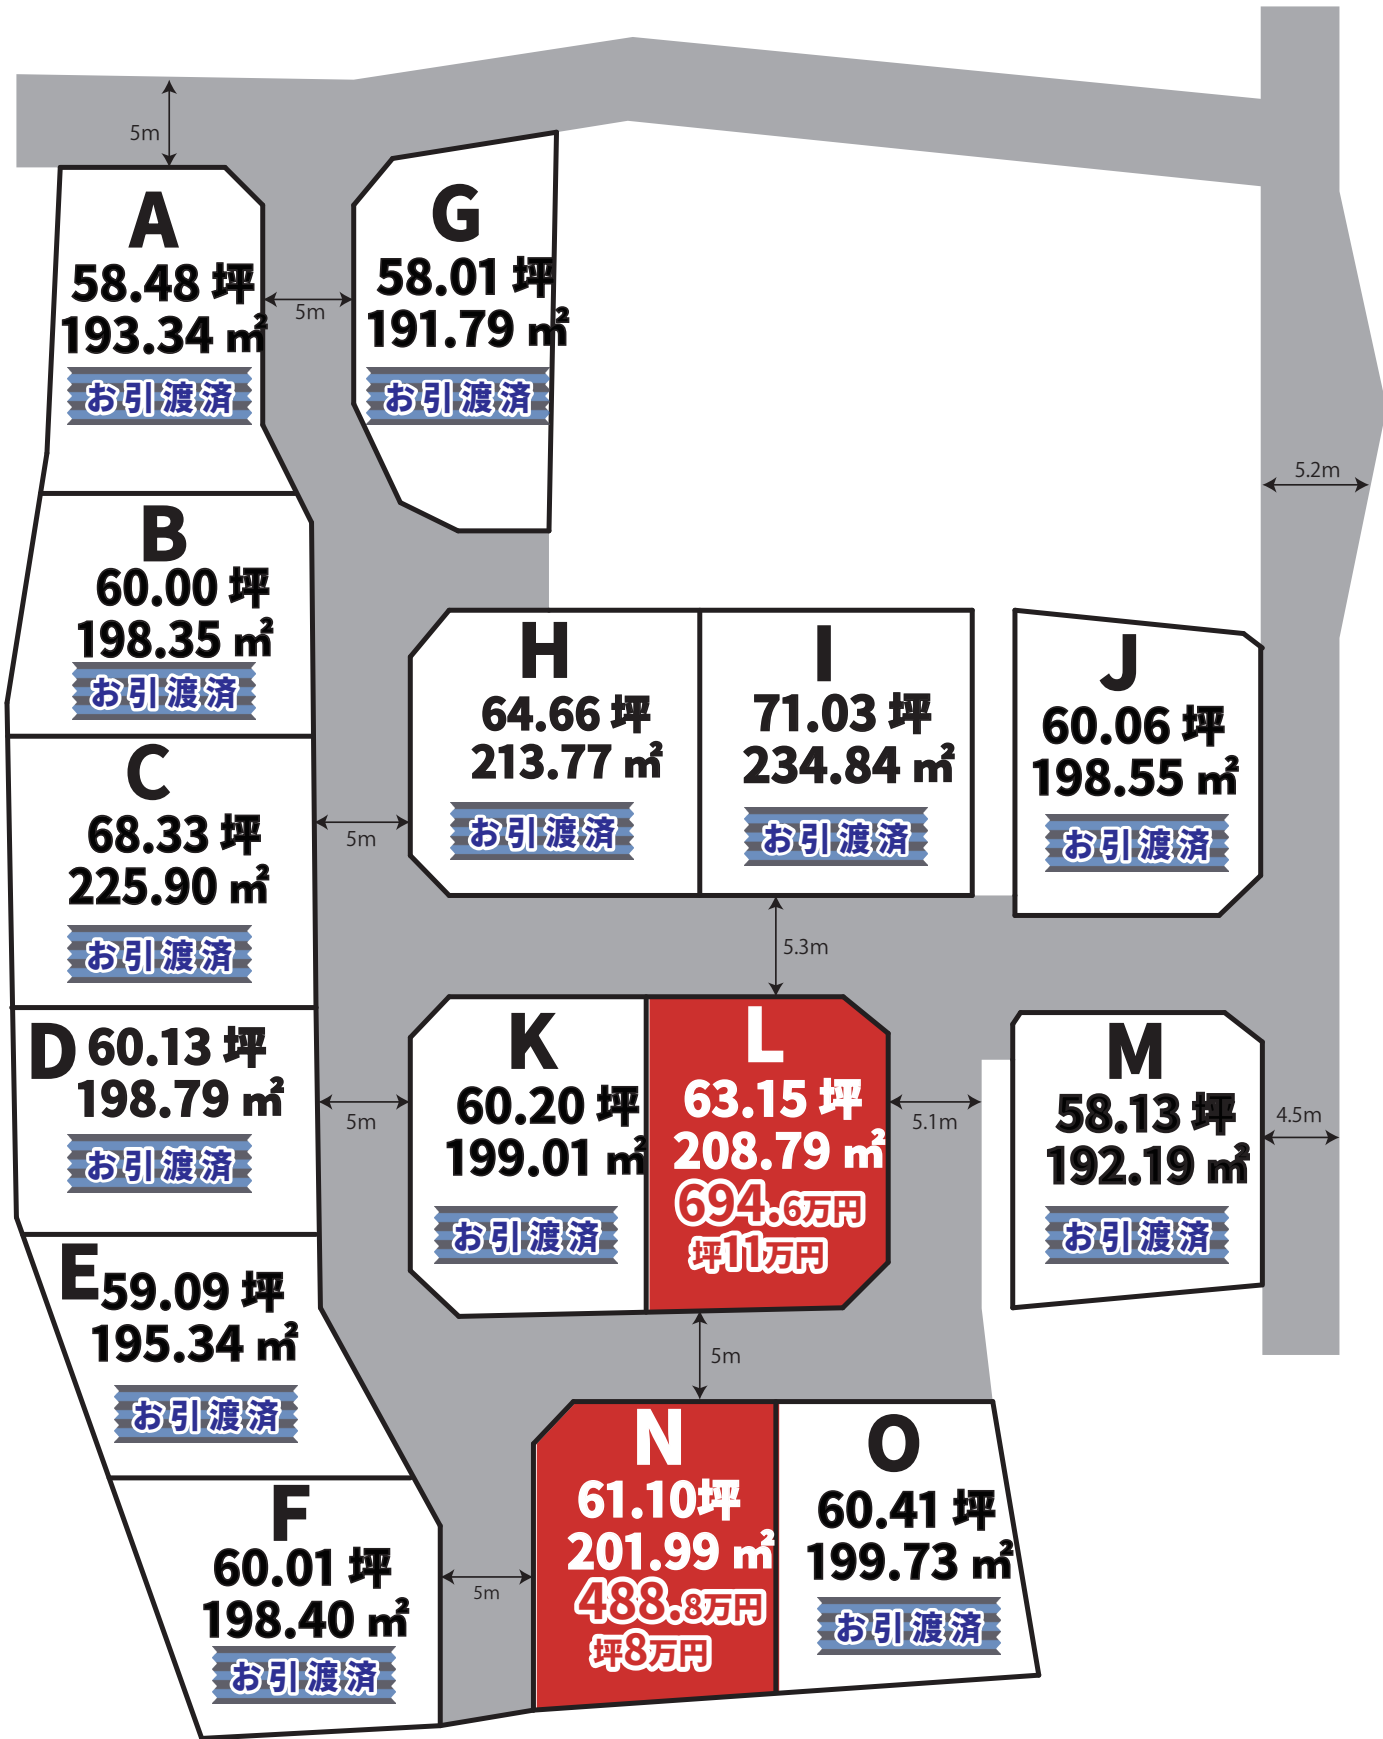 5m
A
58.48 坪
193.34 ㎡
お引渡済
5m
G
58.01 坪
191.79 ㎡
お引渡済
5.2m
B
60.00 坪
198.35 ㎡
お引渡済
H
64.66 坪
213.77 ㎡
お引渡済
I
71.03 坪
234.84 ㎡
お引渡済
J
60.06 坪
198.55 ㎡
お引渡済
C
68.33 坪
225.90 ㎡
お引渡済
5m
5.3m
D
60.13 坪
198.79 ㎡
お引渡済
5m
K
60.20 坪
199.01 ㎡
お引渡済
L
63.15 坪
208.79 ㎡
694.6万円
坪11万円
5.1m
M
58.13 坪
192.19 ㎡
お引渡済
4.5m
E
59.09 坪
195.34 ㎡
お引渡済
5m
F
60.01 坪
198.40 ㎡
お引渡済
5m
N
61.10坪
201.99 ㎡
488.8万円
坪8万円
O
60.41 坪
199.73 ㎡
お引渡済